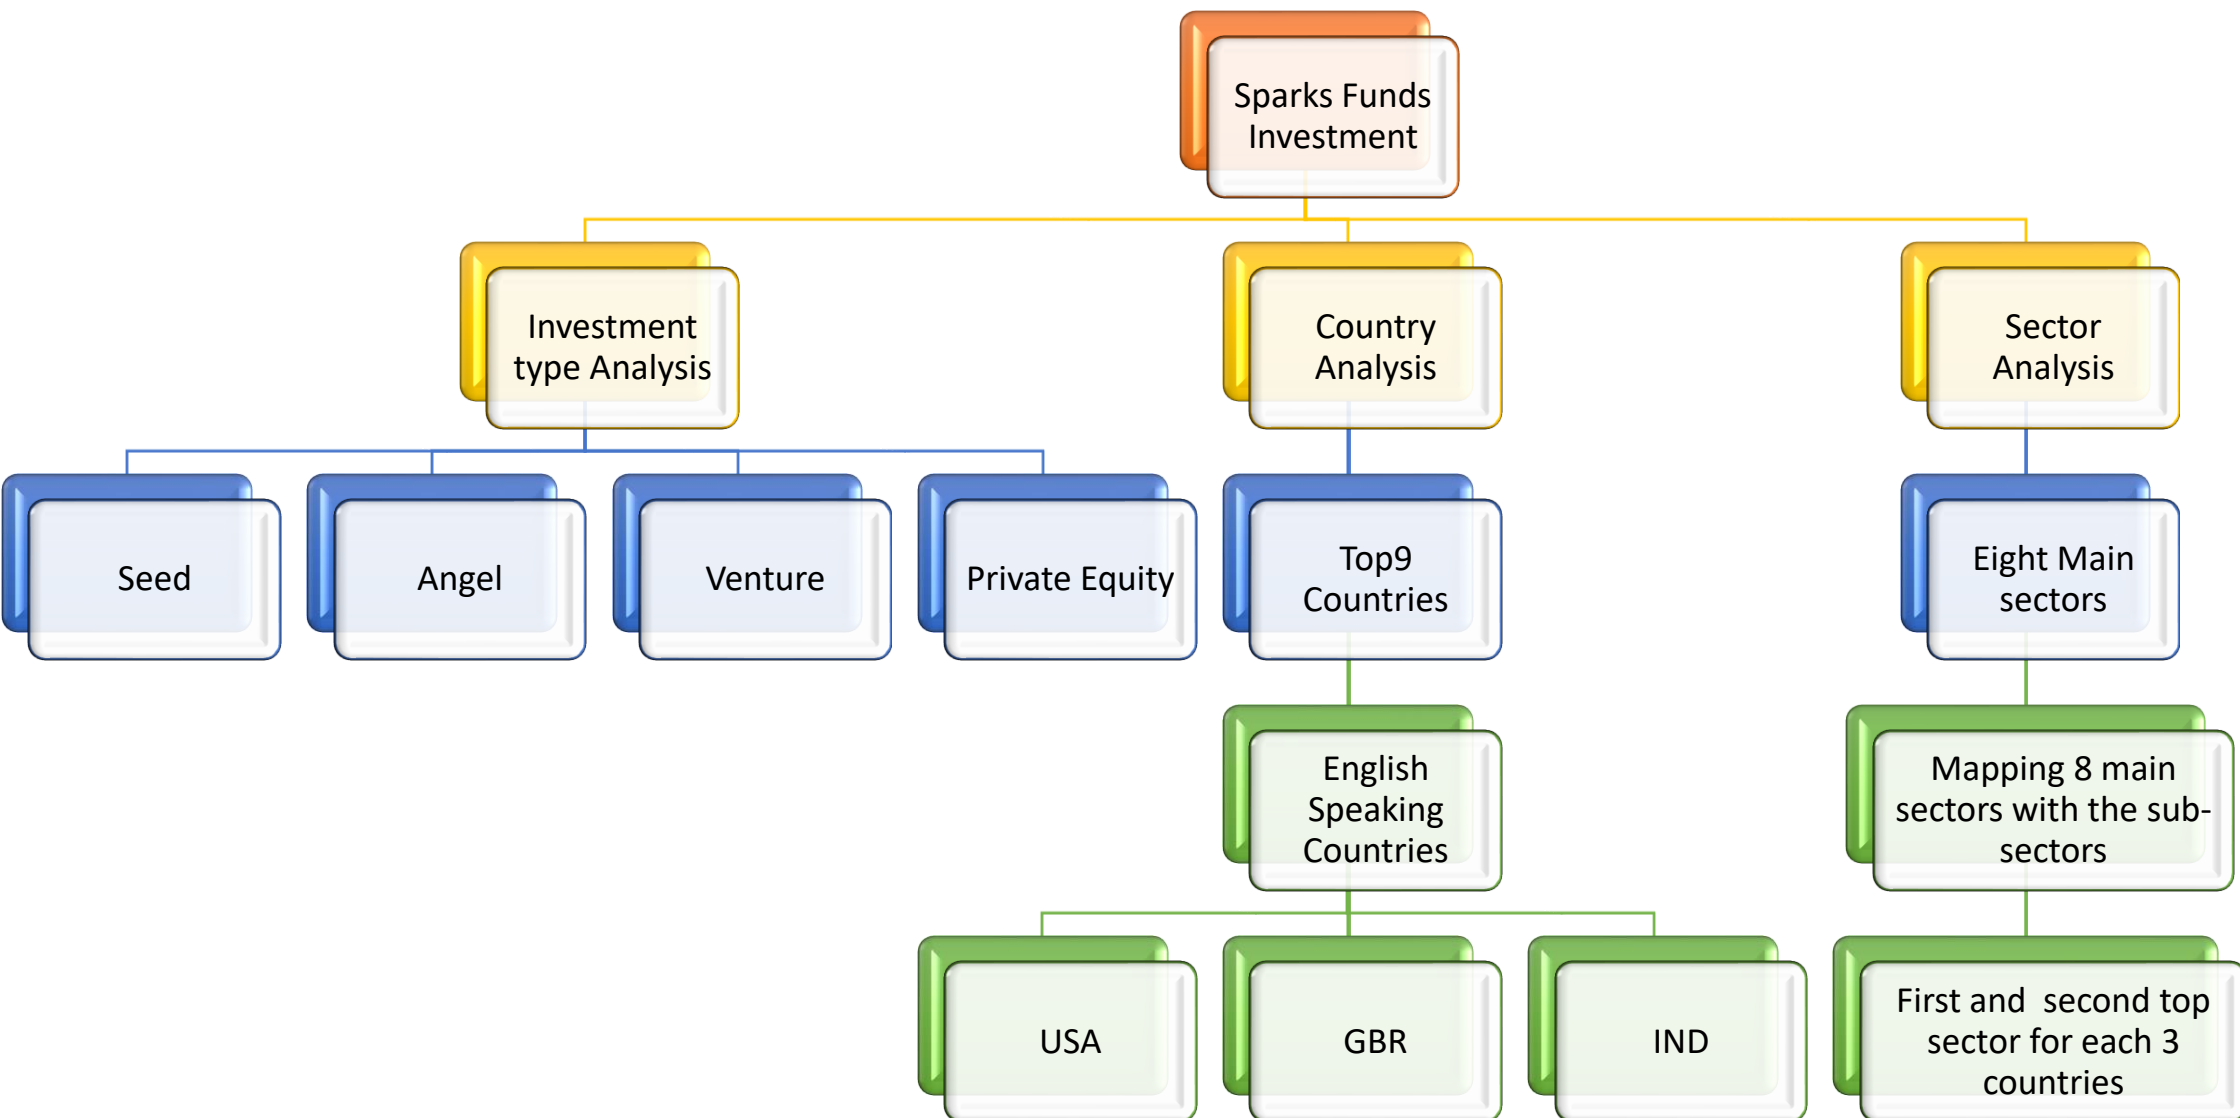 Sparks Funds
Investment
Investment
type Analysis
Country
Analysis
Sector
Analysis
Seed
Angel
Venture
Private Equity
Top9
Countries
Eight Main
sectors
English
Speaking
Countries
Mapping 8 main
sectors with the sub-
sectors
USA
GBR
IND
First and  second top
sector for each 3
countries